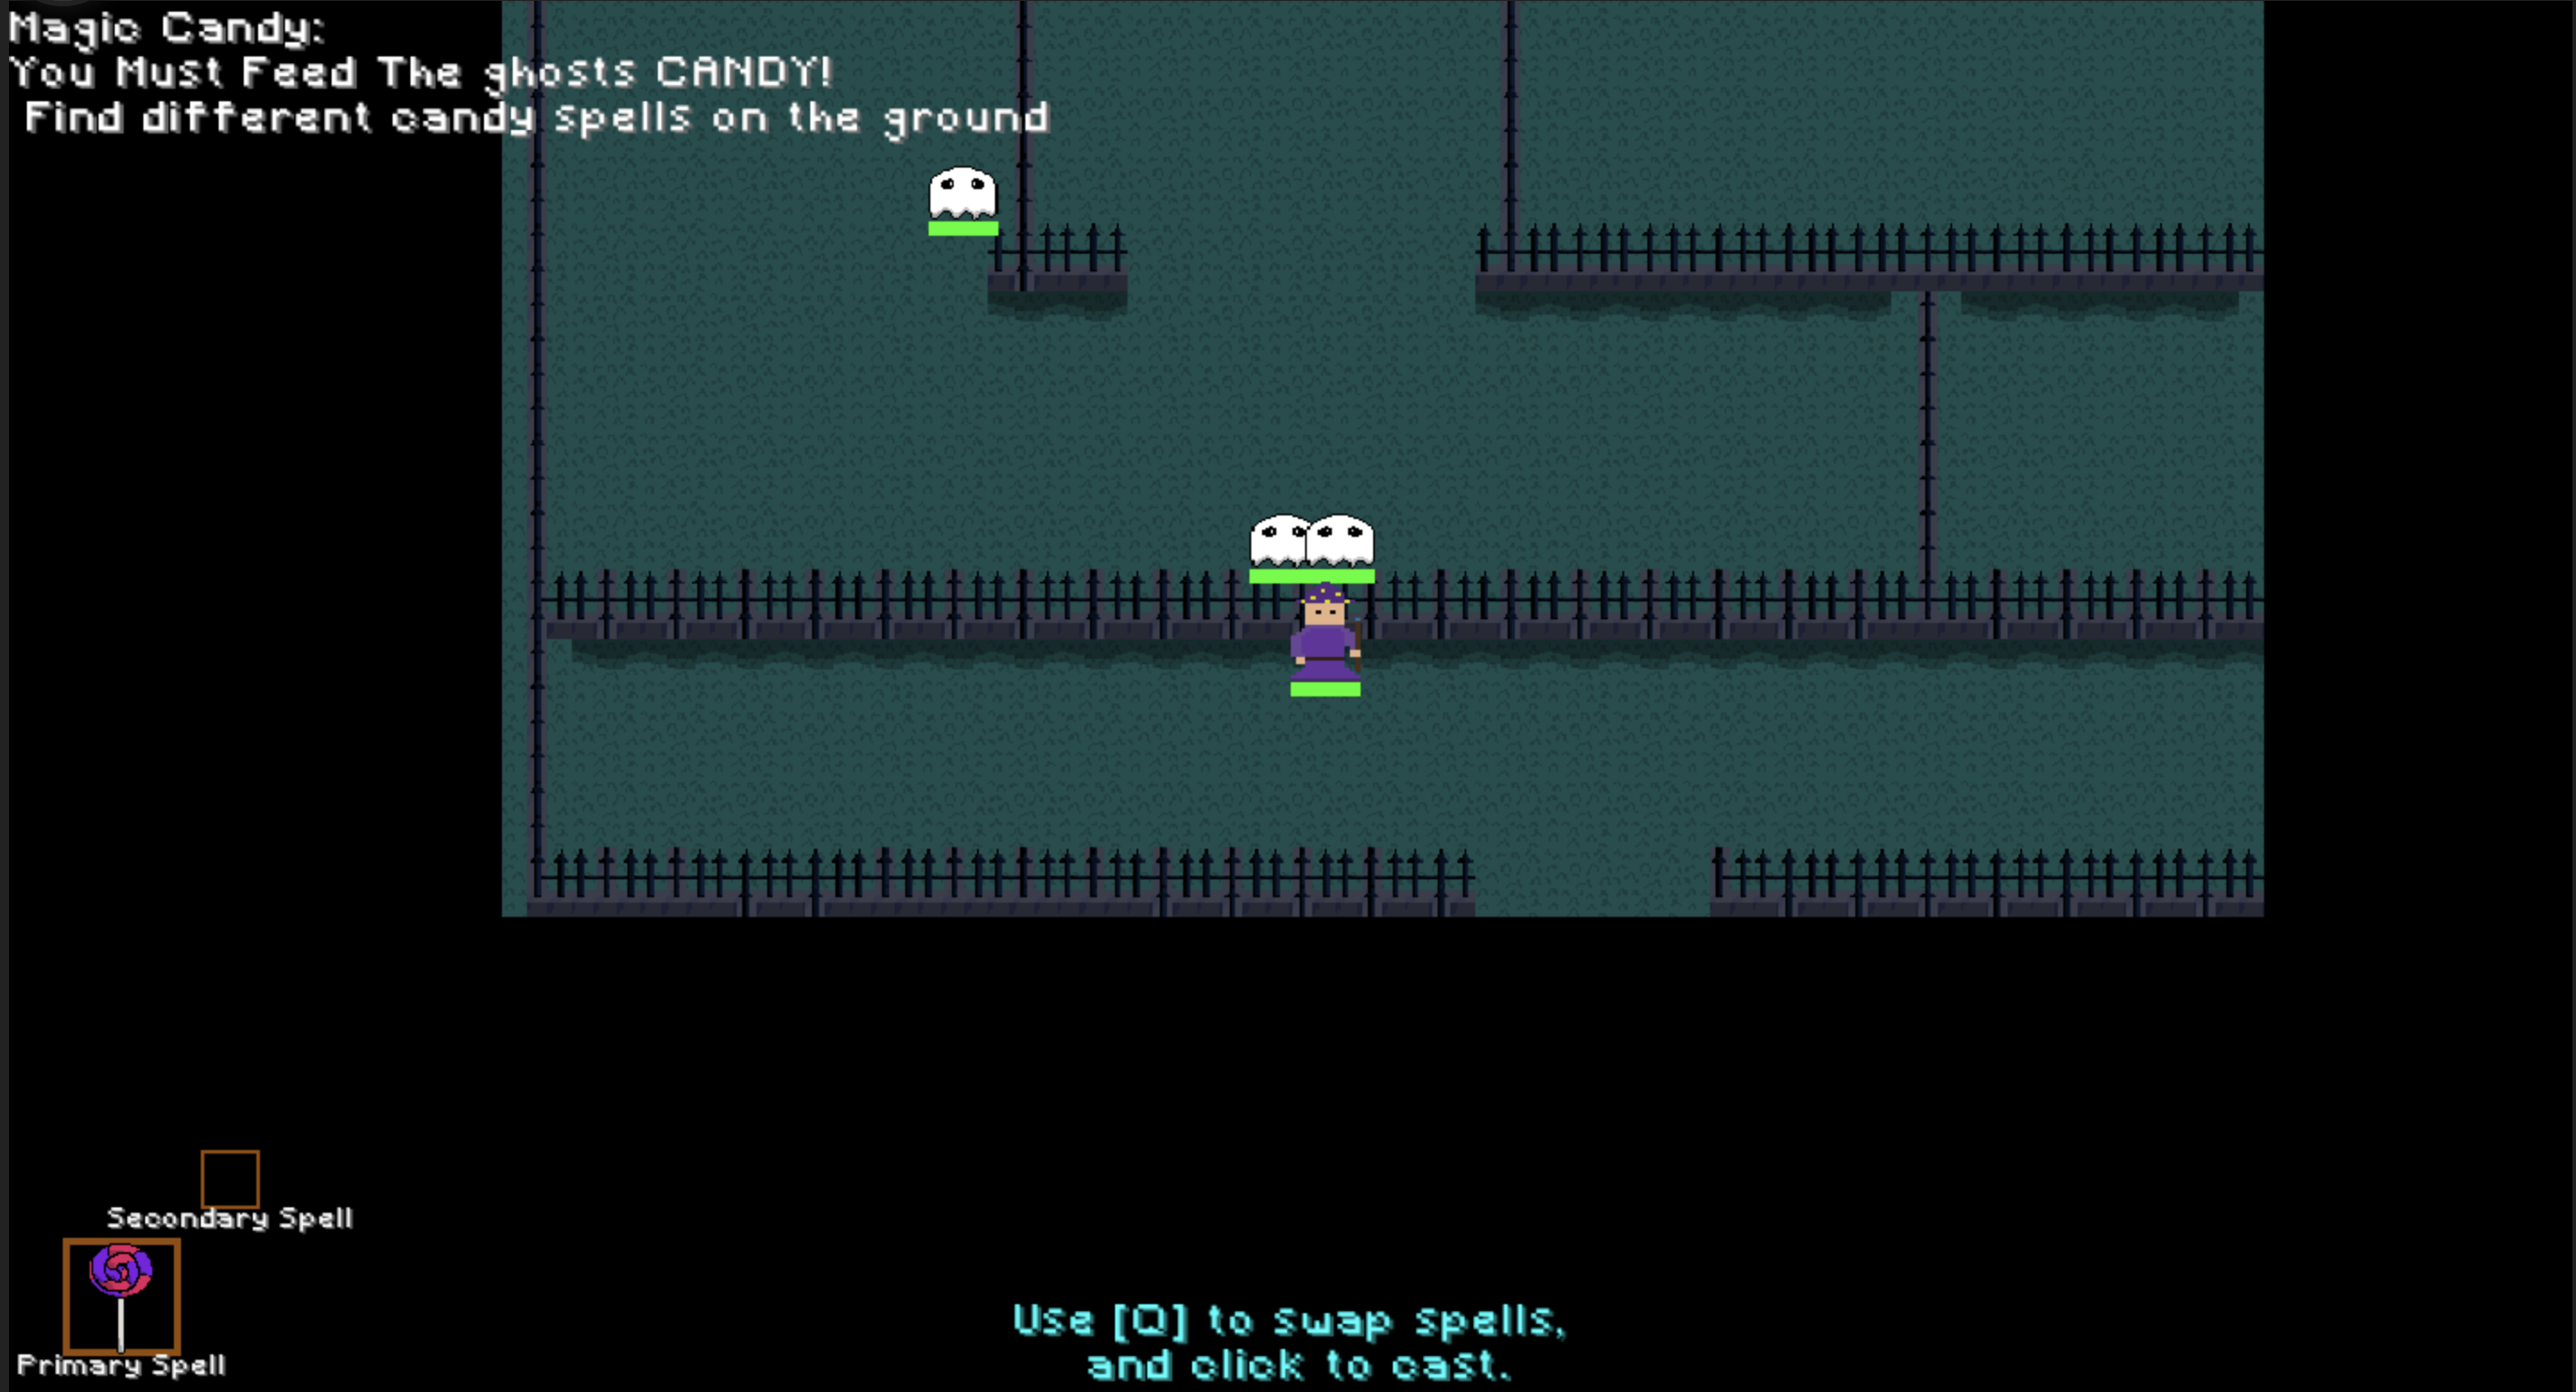 Magic Candy:
You Must Feed The ghosts CANDY!
Find different candy spells on the ground
Secondary Spell
Primary Spell
Use [Q] to swap spells,
and click to cast.